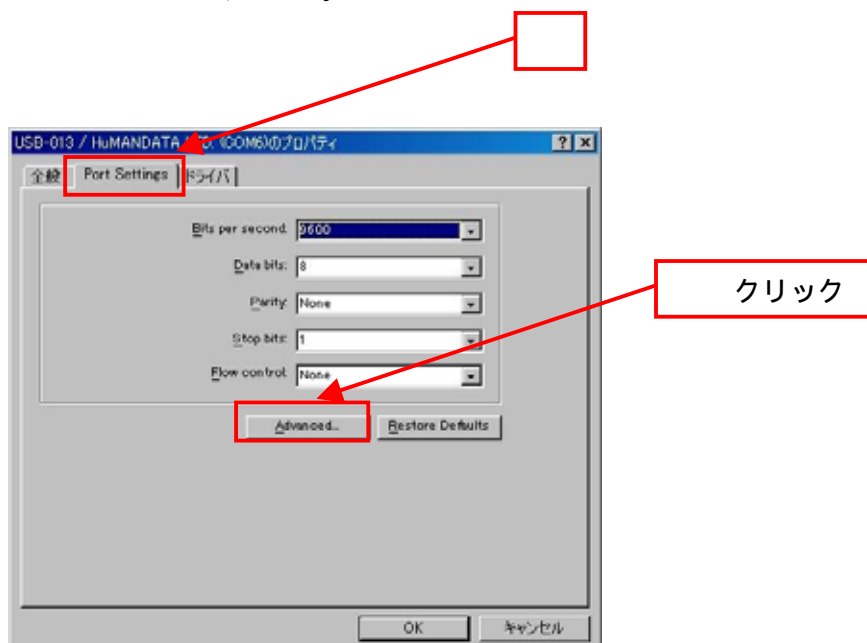 USB-013 / HuMANDATA LTD. (COM6)のプロパティ
全般 Port Settings ドライバ
Bits per second: 9600
Data bits: 8
Parity: None
Stop bits: 1
Flow control: None
クリック
Advanced... Restore Defaults
OK キャンセル